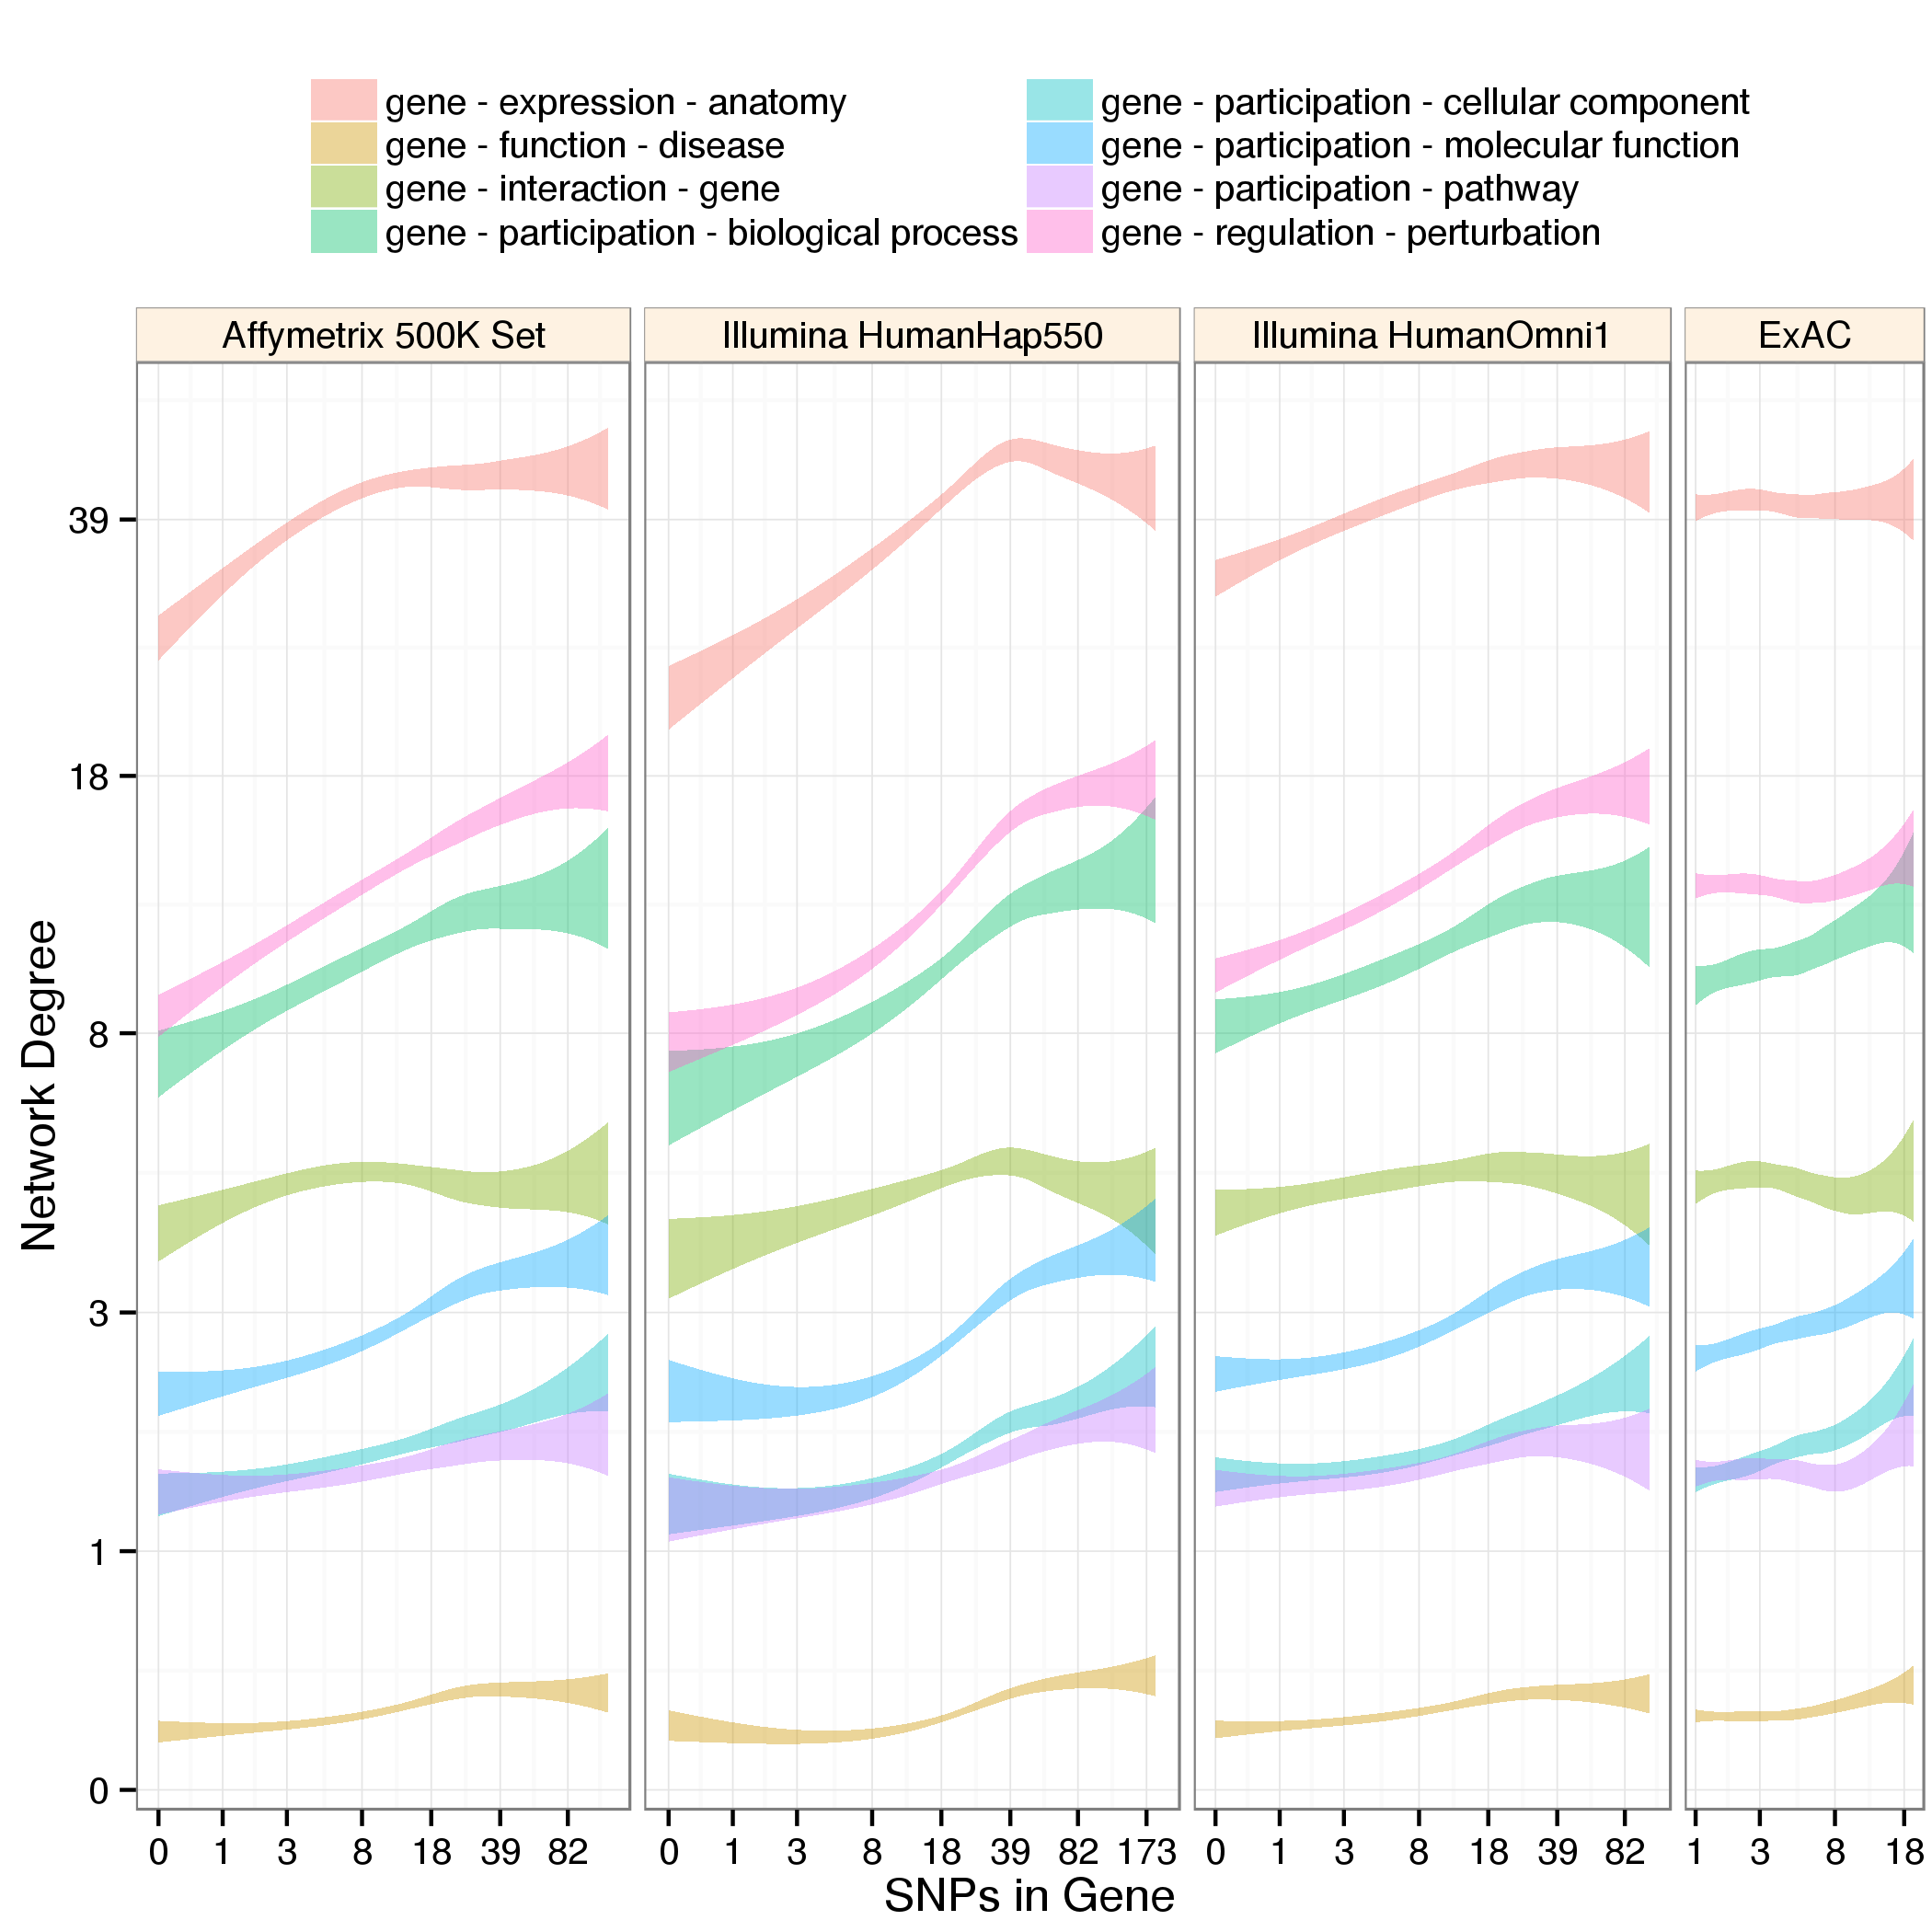 gene - expression - anatomy
gene - function - disease
gene - interaction - gene
gene - participation - biological process
gene - participation - cellular component
gene - participation - molecular function
gene - participation - pathway
gene - regulation - perturbation
Affymetrix 500K Set
Illumina HumanHap550
Illumina HumanOmni1
ExAC
Network Degree
39
18
8
3
1
0
0 1 3 8 18 39 82
0 1 3 8 18 39 82 173
0 1 3 8 18 39 82
1 3 8 18
SNPs in Gene